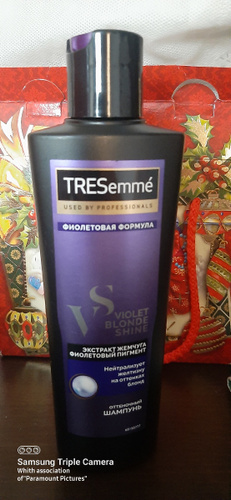 TRESemmé
USED BY PROFESSIONALS
ФИОЛЕТОВАЯ ФОРМУЛА
VS
VIOLET
BLONDE
SHINE
ЭКСТРАКТ ЖЕМЧУГА
ФИОЛЕТОВЫЙ ПИГМЕНТ
Нейтрализует
желтизну
на оттенках
блонд
оттеночный
ШАМПУНЬ
Samsung Triple Camera
Whith association
of"Paramount Pictures"